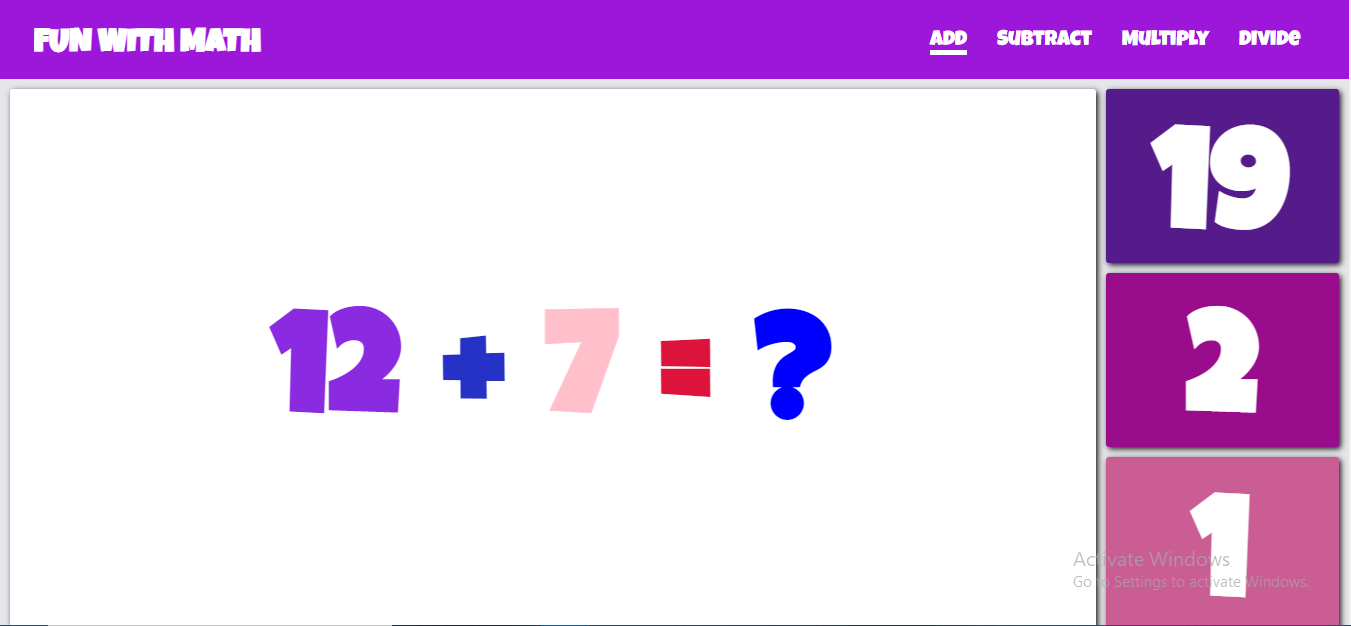 FUN WITH MATH
ADD SUBTRACT MULTIPLY DIVIDE
12 + 7 = ?
19
2
1
Activate Windows
Go to Settings to activate Windows.